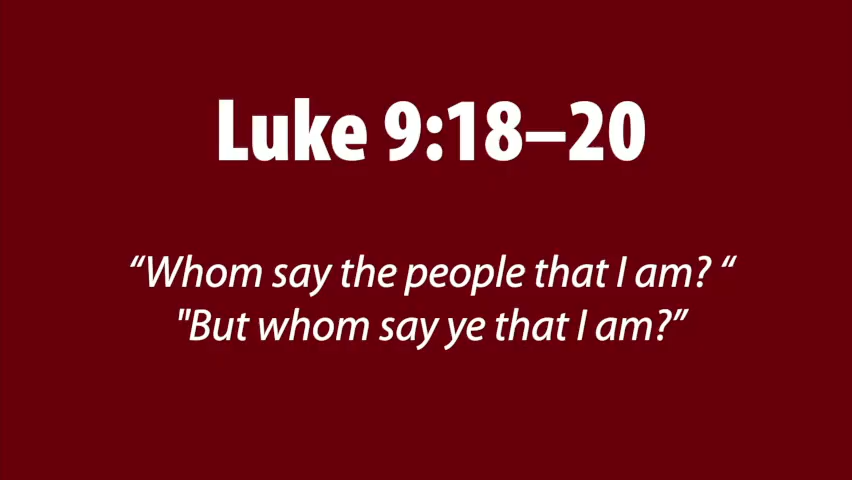 Luke 9:18–20
“Whom say the people that I am? “
"But whom say ye that I am?”